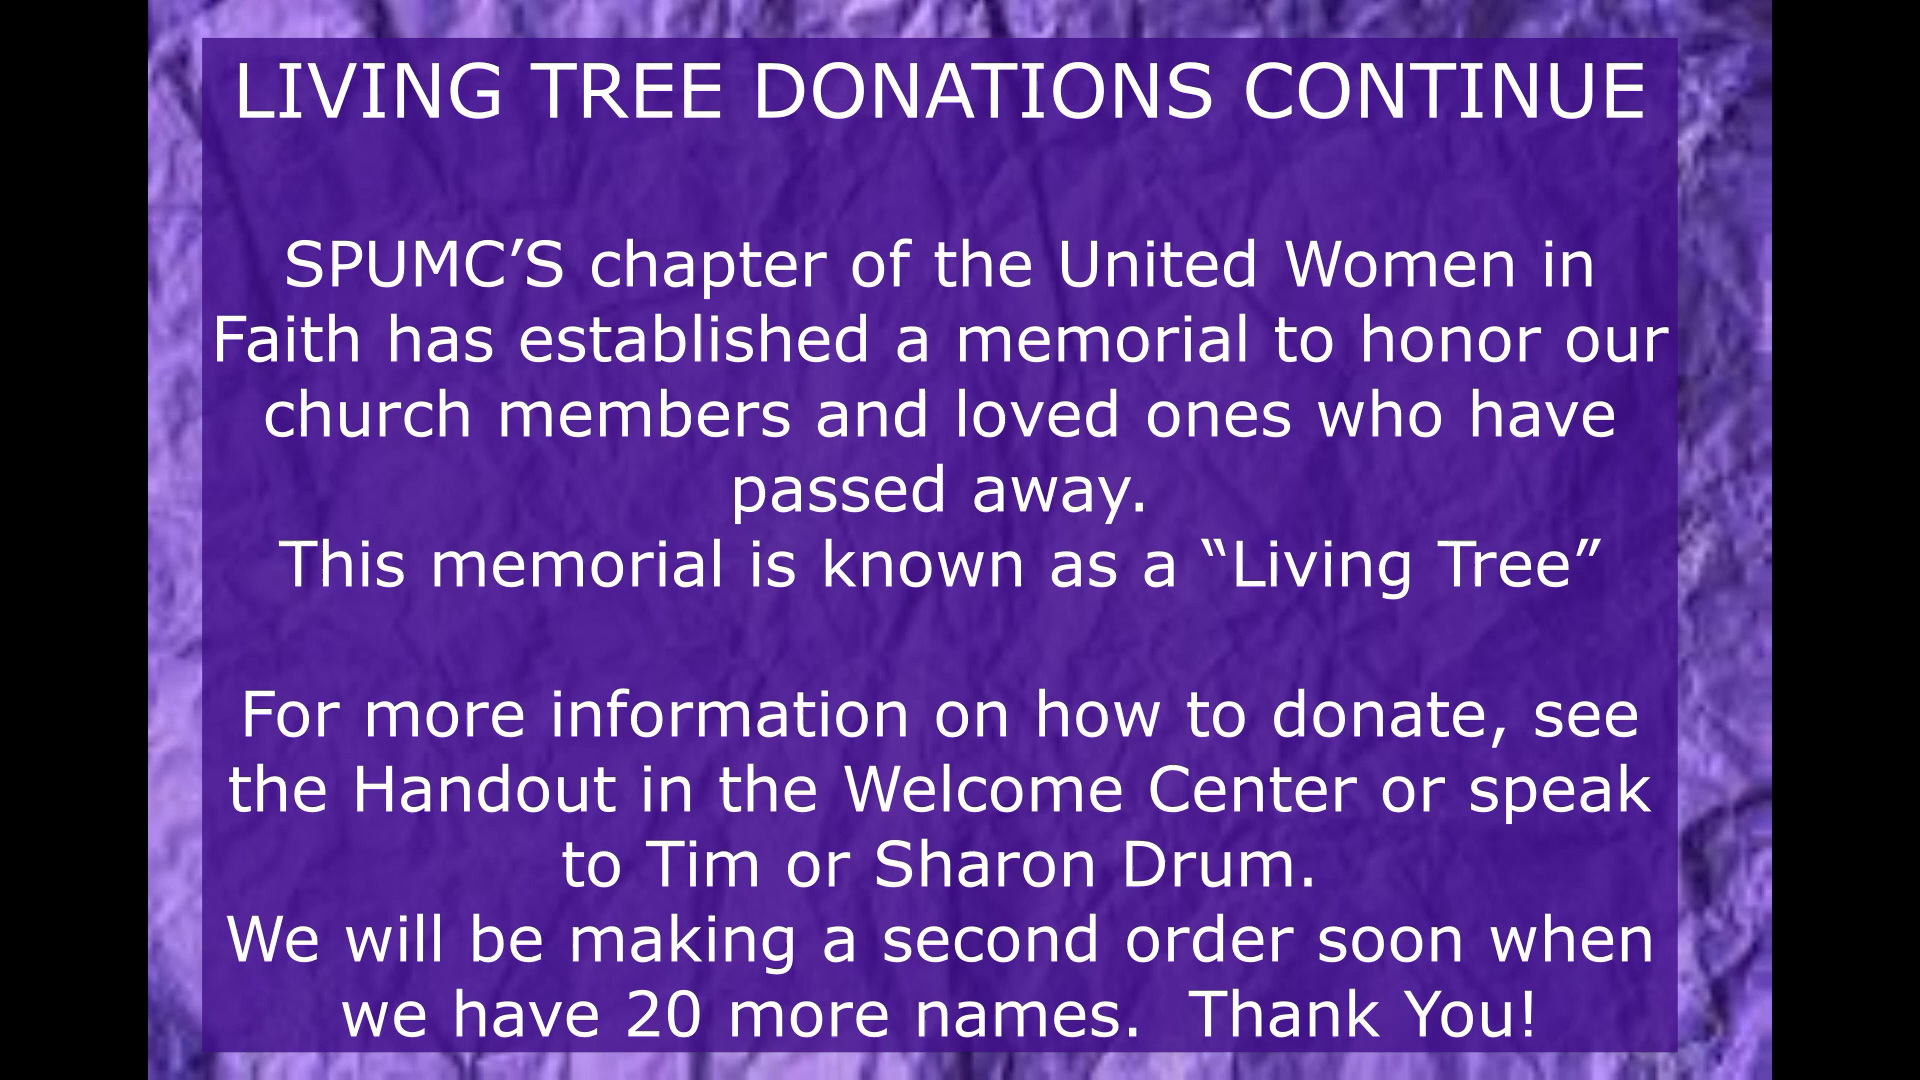 LIVING TREE DONATIONS CONTINUE
SPUMC’S chapter of the United Women in
Faith has established a memorial to honor our
church members and loved ones who have
passed away.
This memorial is known as a “Living Tree”
For more information on how to donate, see
the Handout in the Welcome Center or speak
to Tim or Sharon Drum.
We will be making a second order soon when
we have 20 more names.  Thank You!